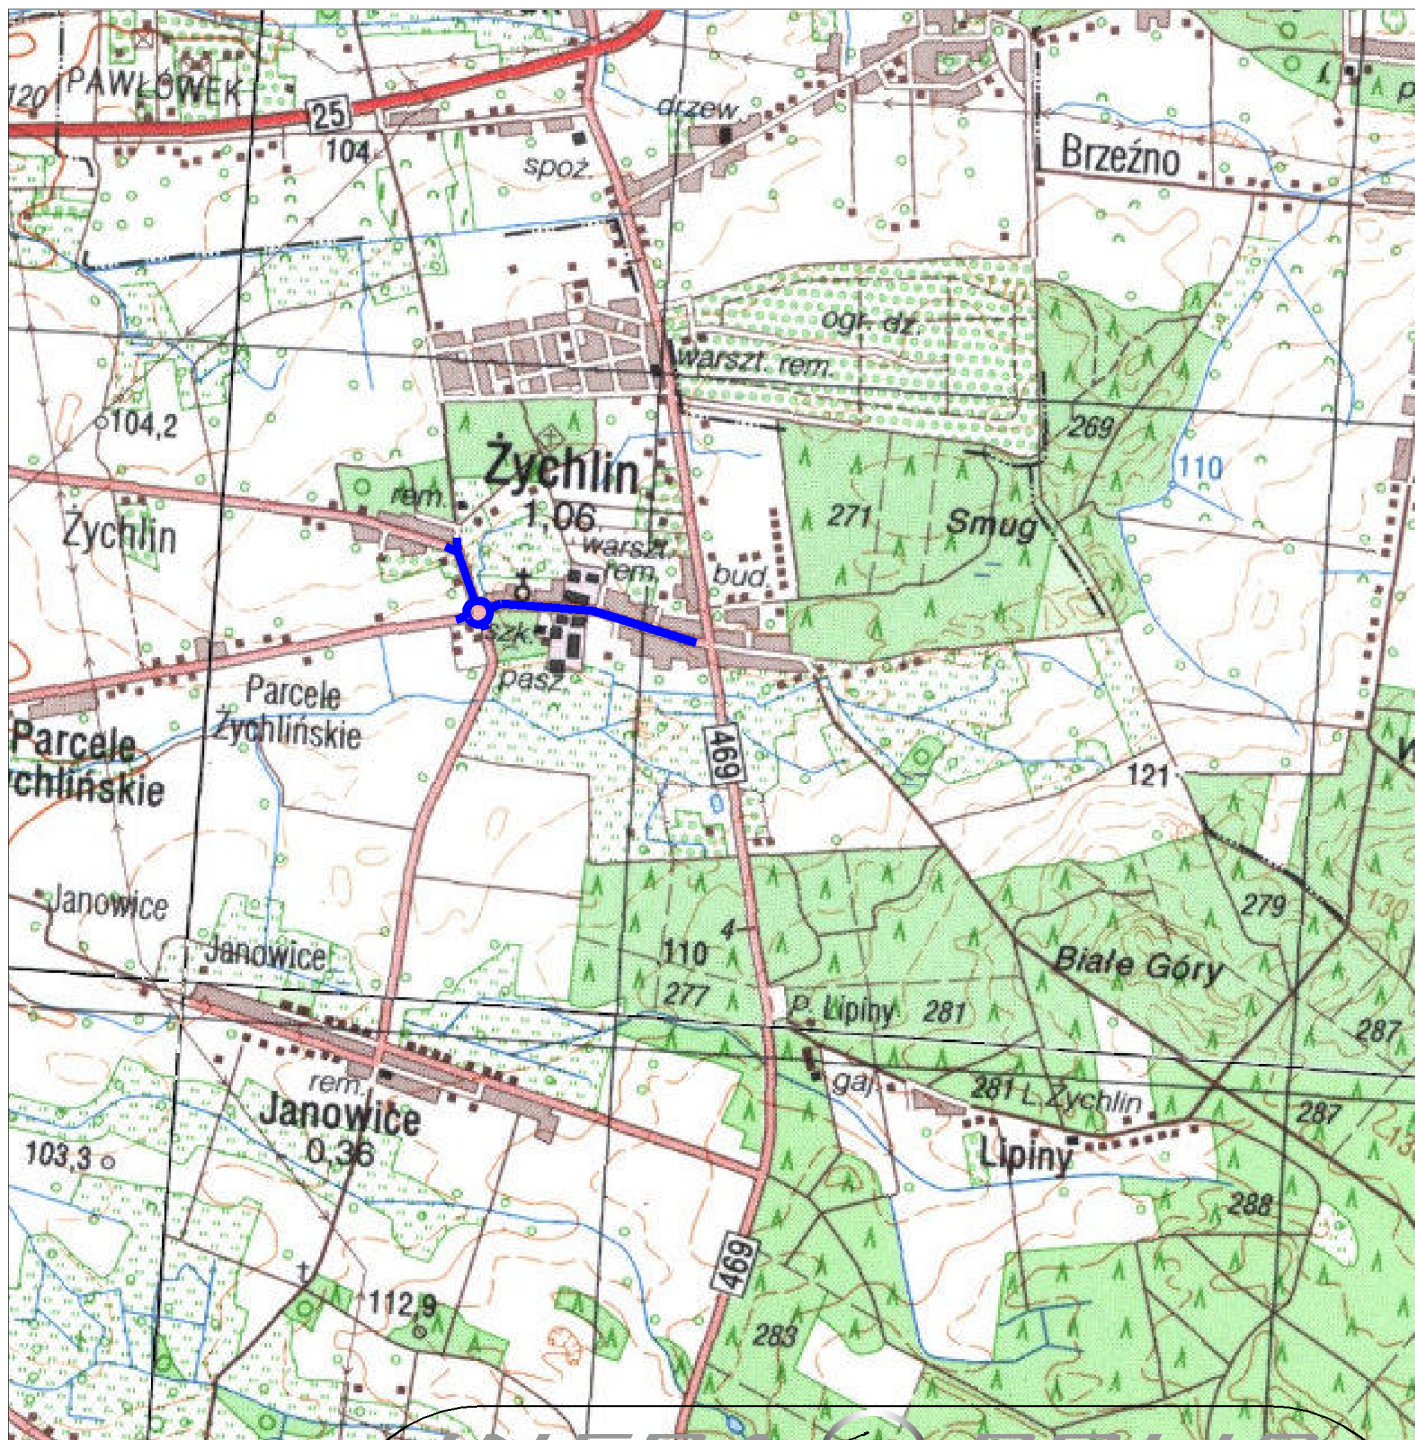 PAWŁÓWEK
120
25
104
drzew.
spoż.
Brzeźno
ogr. dz.
warszt. rem.
104,2
269
Żychlin
1,06
rem.
110
271
Smug
Żychlin
warszt.
rem.
bud.
szk.
pasz.
Parcele
Żychlińskie
Parcele
ychlińskie
469
121
Janowice
279
130
4
Janowice
110
Białe Góry
277
p. Lipiny
281
287
rem.
gaj.
281 L. Żychlin
287
Janowice
0,36
103,3
Lipiny
288
469
112,9
283